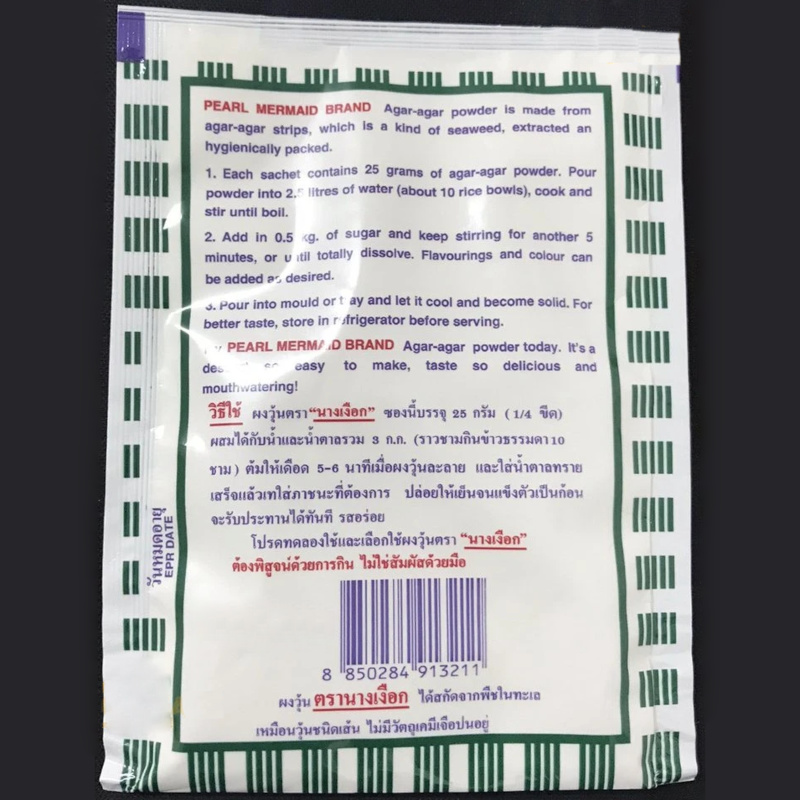 PEARL MERMAID BRAND Agar-agar powder is made from
agar-agar strips, which is a kind of seaweed, extracted an
hygienically packed.
1. Each sachet contains 25 grams of agar-agar powder. Pour
powder into 2.5 litres of water (about 10 rice bowls), cook and
stir until boil.
2. Add in 0.5 kg. of sugar and keep stirring for another 5
minutes, or until totally dissolve. Flavourings and colour can
be added as desired.
3. Pour into mould or tray and let it cool and become solid. For
better taste, store in refrigerator before serving.
PEARL MERMAID BRAND Agar-agar powder today. It's a
so easy to make, taste so delicious and
mouthwatering!
วิธีใช้ ผงวุ้นตรา "นางเงือก" ซองนี้บรรจุ 25 กรัม (1/4 ขีด)
ผสมได้กับน้ำและน้ำตาลรวม 3 ก.ก. (ราวชามกินข้าวธรรมดา10
ชาม) ต้มให้เดือด 5-6 นาทีเมื่อผงวุ้นละลาย และใส่น้ำตาลทราย
เสร็จแล้วเทใส่ภาชนะที่ต้องการ ปล่อยให้เย็นจนแข็งตัวเป็นก้อน
จะรับประทานได้ทันที รสอร่อย
โปรดทดลองใช้และเลือกใช้ผงวุ้นตรา "นางเงือก"
ต้องพิสูจน์ด้วยการกิน ไม่ใช่สัมผัสด้วยมือ
วันหมดอายุ
EPR DATE
8 850284 913211
ผงวุ้น ตรานางเงือก ได้สกัดจากพืชในทะเล
เหมือนวุ้นชนิดเส้น ไม่มีวัตถุเคมีเจือปนอยู่